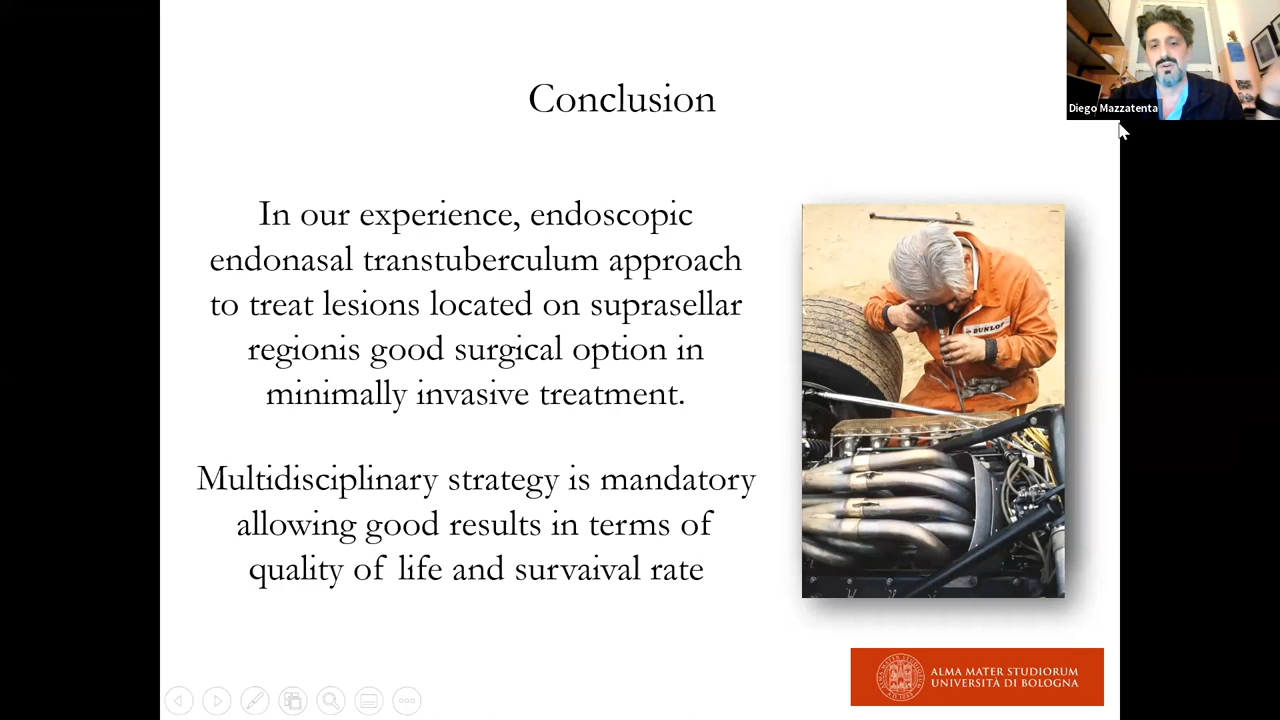 Conclusion
Diego Mazzatenta
In our experience, endoscopic
endonasal transtuberculum approach
to treat lesions located on suprasellar
regionis good surgical option in
minimally invasive treatment.
Multidisciplinary strategy is mandatory
allowing good results in terms of
quality of life and survaival rate
DUNLOP
ALMA MATER STUDIORUM
UNIVERSITÀ DI BOLOGNA